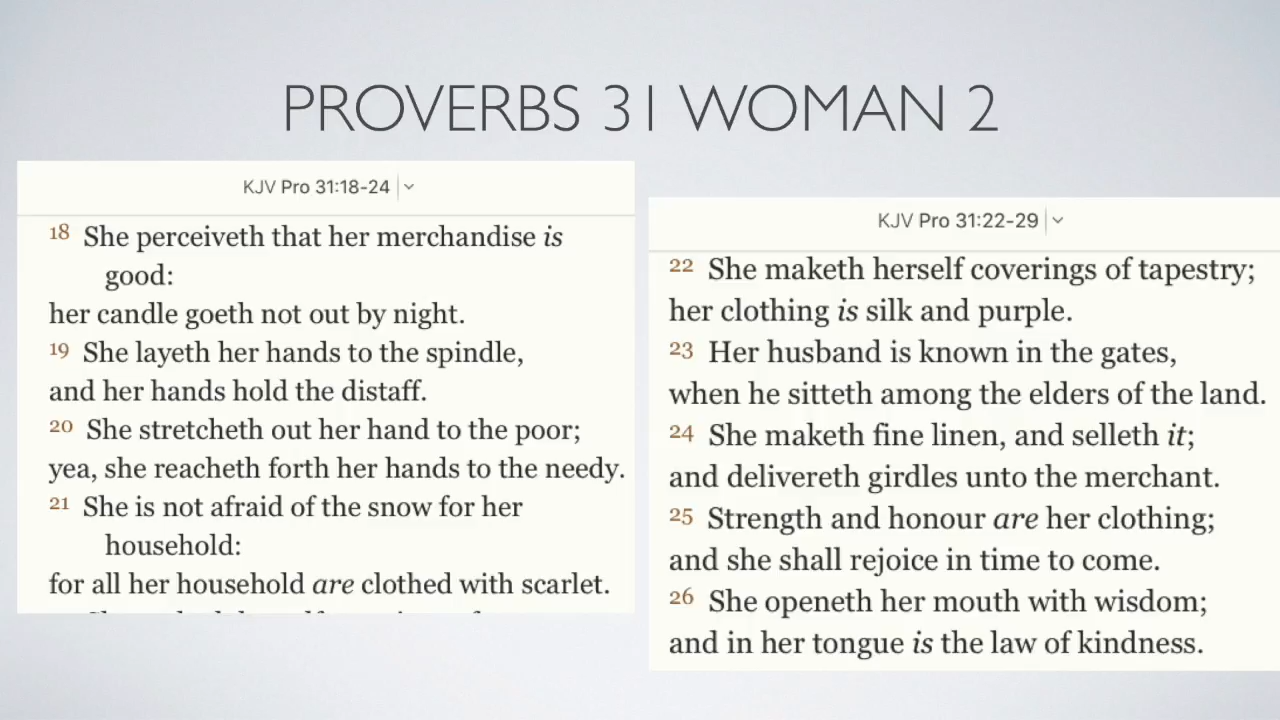 PROVERBS 31 WOMAN 2
KJV Pro 31:18-24
18 She perceiveth that her merchandise is
good:
her candle goeth not out by night.
19 She layeth her hands to the spindle,
and her hands hold the distaff.
20 She stretcheth out her hand to the poor;
yea, she reacheth forth her hands to the needy.
21 She is not afraid of the snow for her
household:
for all her household are clothed with scarlet.
KJV Pro 31:22-29
22 She maketh herself coverings of tapestry;
her clothing is silk and purple.
23 Her husband is known in the gates,
when he sitteth among the elders of the land.
24 She maketh fine linen, and selleth it;
and delivereth girdles unto the merchant.
25 Strength and honour are her clothing;
and she shall rejoice in time to come.
26 She openeth her mouth with wisdom;
and in her tongue is the law of kindness.